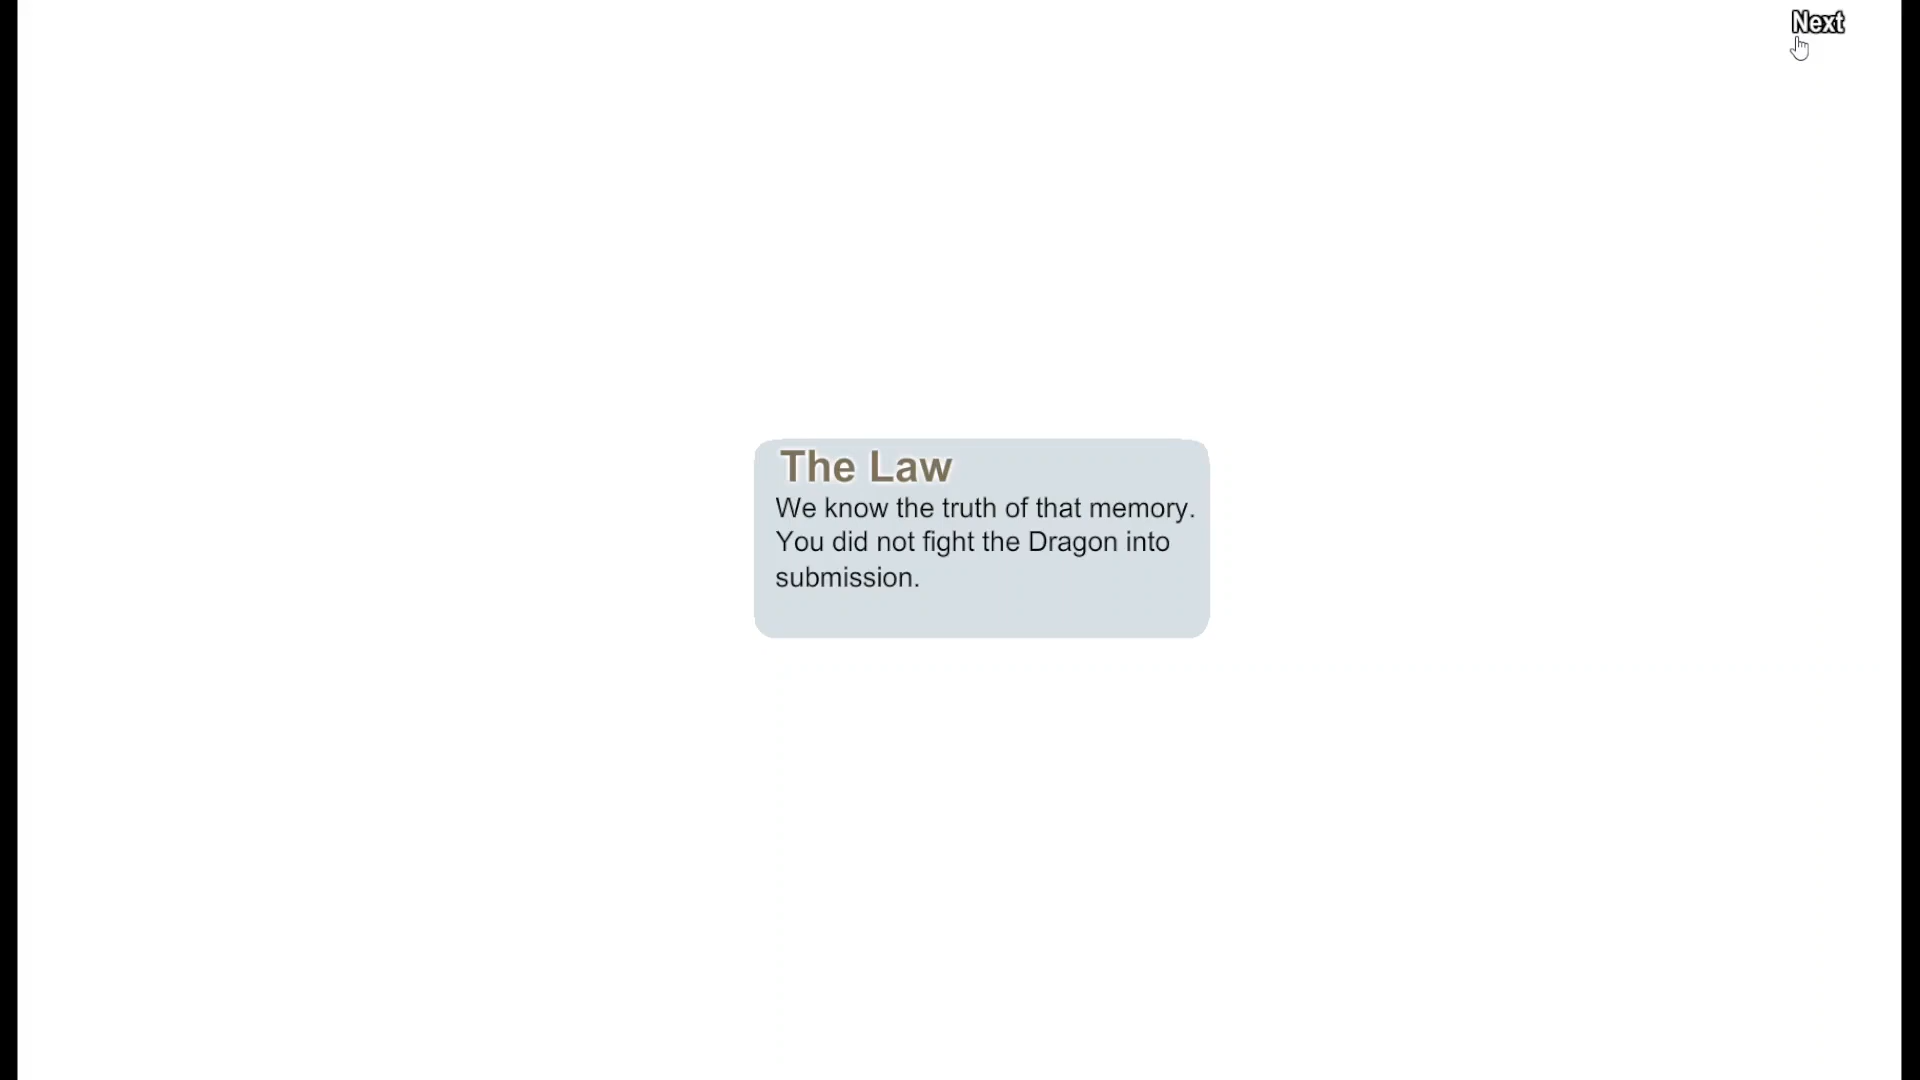 Next
The Law
We know the truth of that memory.
You did not fight the Dragon into
submission.